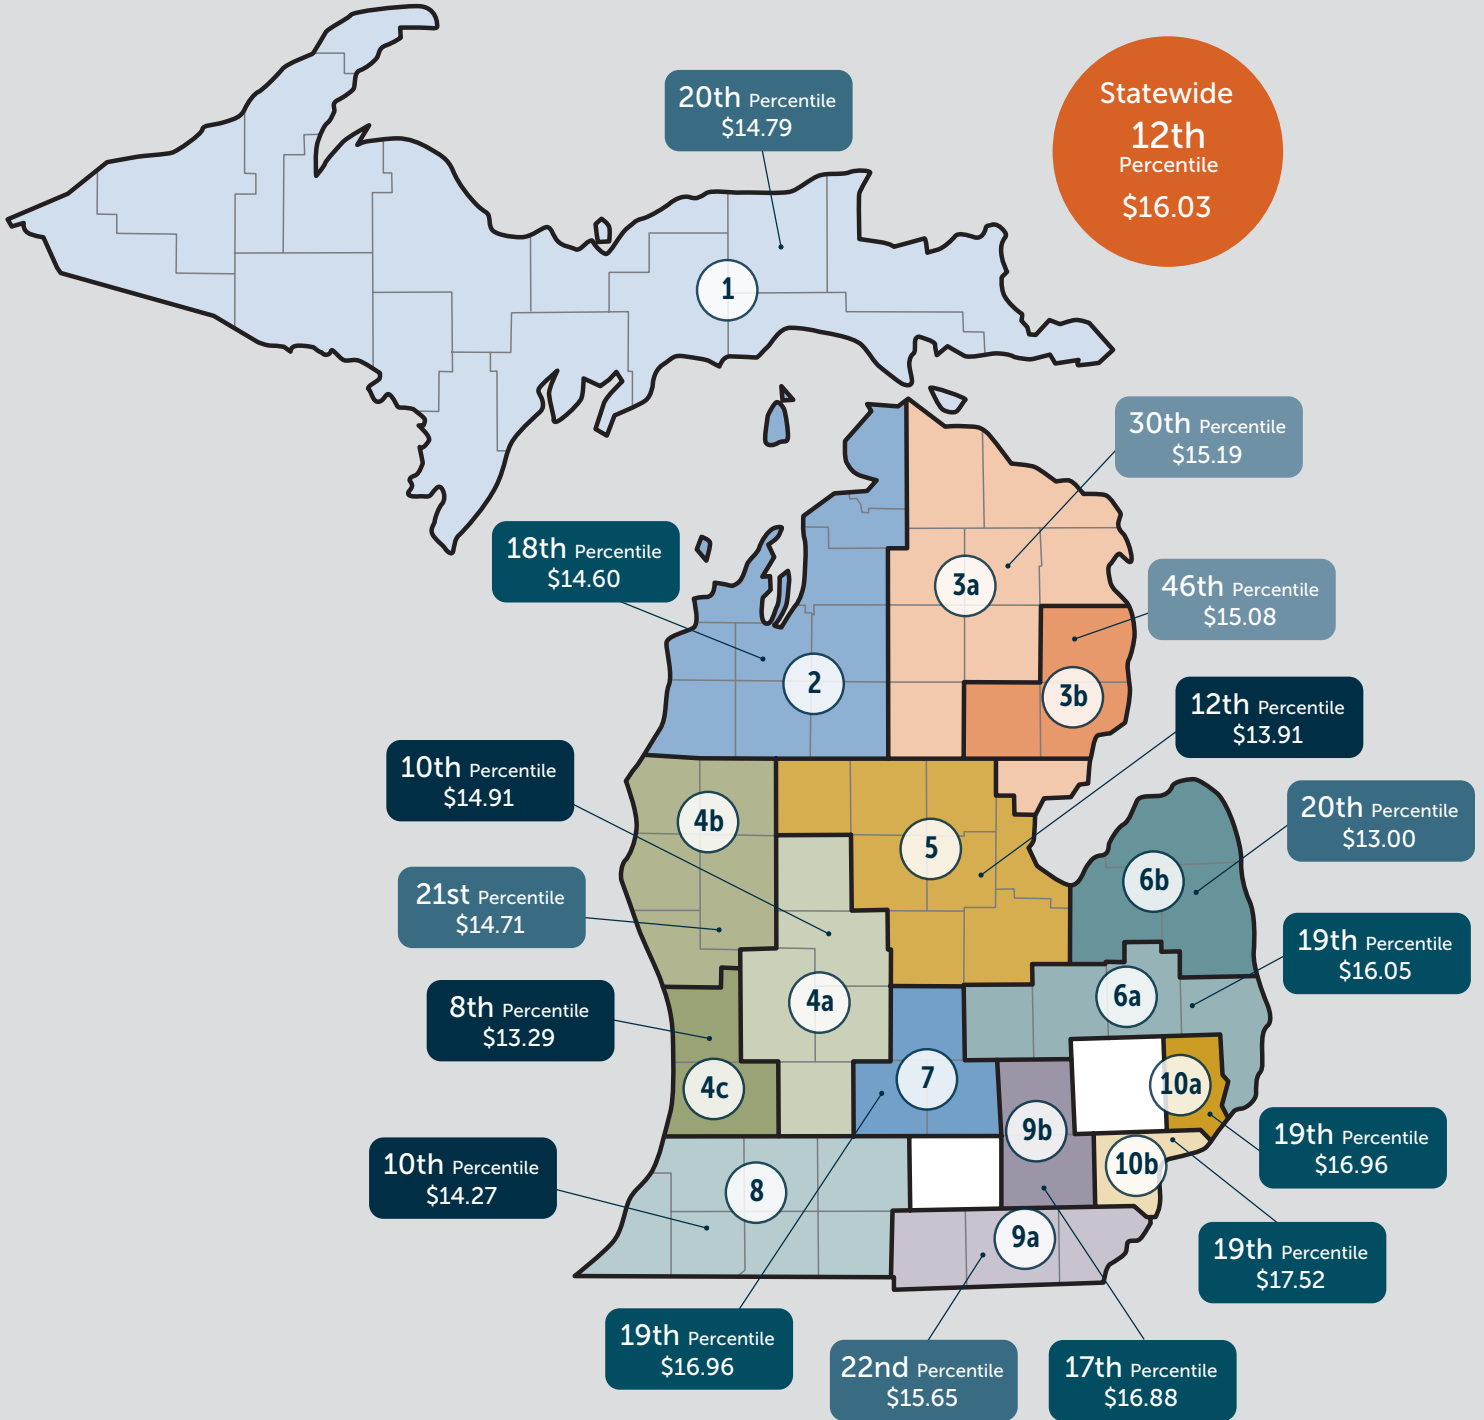 20th Percentile
$14.79
Statewide
12th
Percentile
$16.03
1
30th Percentile
$15.19
18th Percentile
$14.60
3a
46th Percentile
$15.08
2
3b
12th Percentile
$13.91
10th Percentile
$14.91
4b
5
20th Percentile
$13.00
6b
21st Percentile
$14.71
19th Percentile
$16.05
4a
6a
8th Percentile
$13.29
4c
7
10a
9b
10b
19th Percentile
$16.96
10th Percentile
$14.27
8
9a
19th Percentile
$17.52
19th Percentile
$16.96
22nd Percentile
$15.65
17th Percentile
$16.88